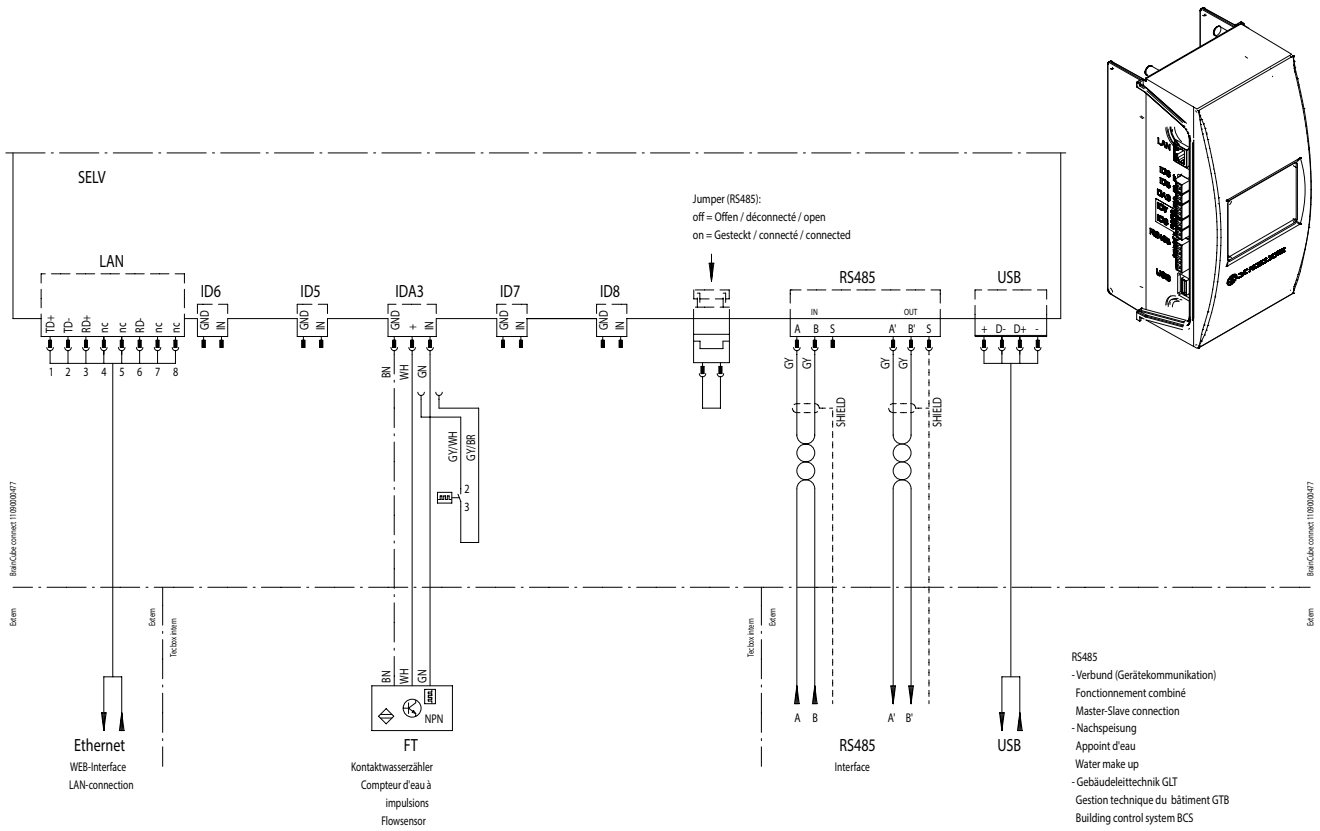 SELV
Jumper (RS485):
off = Offen / déconnecté / open
on = Gesteckt / connecté / connected
LAN
ID6
ID5
IDA3
ID7
ID8
RS485
USB
TD+ TD- RD+ nc nc RD- nc nc
GND IN
GND IN
GND + IN
GND IN
GND IN
IN OUT
A B S A' B' S
+ D- D+ -
1 2 3 4 5 6 7 8
BN WH GN
GY GY GY GY
SHIELD SHIELD
GY/WH GY/BR
2
3
BrainCube connect 11090000477
BrainCube connect 11090000477
Extern
Extern
Tecbox intern
Tecbox intern
Extern
Extern
BN WH GN
NPN
A B A' B'
Ethernet
WEB-Interface
LAN-connection
FT
Kontaktwasserzähler
Compteur d'eau à
impulsions
Flowsensor
RS485
Interface
USB
RS485
- Verbund (Gerätekommunikation)
Fonctionnement combiné
Master-Slave connection
- Nachspeisung
Appoint d'eau
Water make up
- Gebäudeleittechnik GLT
Gestion technique du bâtiment GTB
Building control system BCS
LAN
RS485
USB